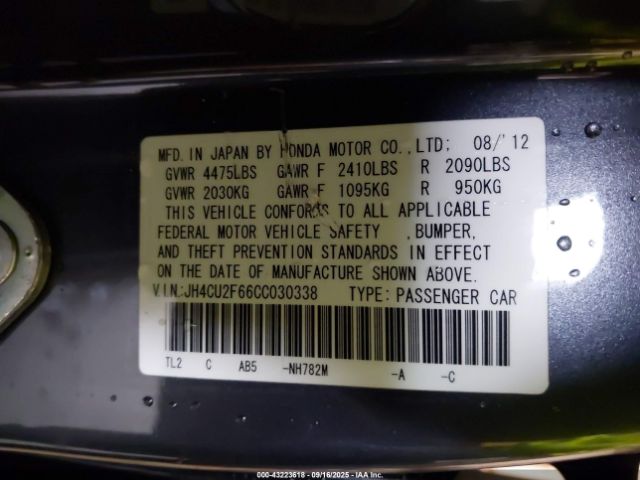 MFD. IN JAPAN BY HONDA MOTOR CO., LTD; 08/'12
GVWR 4475LBS GAWR F 2410LBS R 2090LBS
GVWR 2030KG GAWR F 1095KG R 950KG
THIS VEHICLE CONFORMS TO ALL APPLICABLE
FEDERAL MOTOR VEHICLE SAFETY ,BUMPER,
AND THEFT PREVENTION STANDARDS IN EFFECT
ON THE DATE OF MANUFACTURE SHOWN ABOVE.
V.I.N.:JH4CU2F66CC030338 TYPE: PASSENGER CAR
TL2 C AB5 -NH782M -A -C
000-43223618 - 09/16/2025 - IAA Inc.